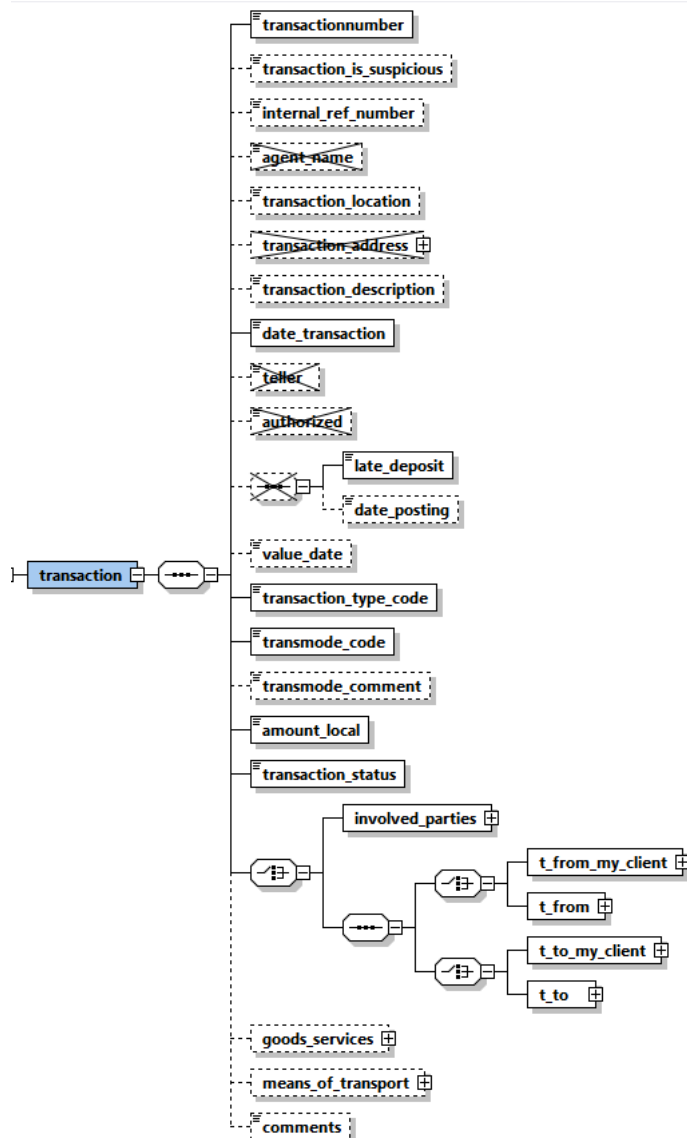 transactionnumber
transaction_is_suspicious
internal_ref_number
agent_name
transaction_location
transaction_address
transaction_description
date_transaction
teller
authorized
late_deposit
date_posting
value_date
transaction
transaction_type_code
transmode_code
transmode_comment
amount_local
transaction_status
involved_parties
t_from_my_client
t_from
t_to_my_client
t_to
goods_services
means_of_transport
comments